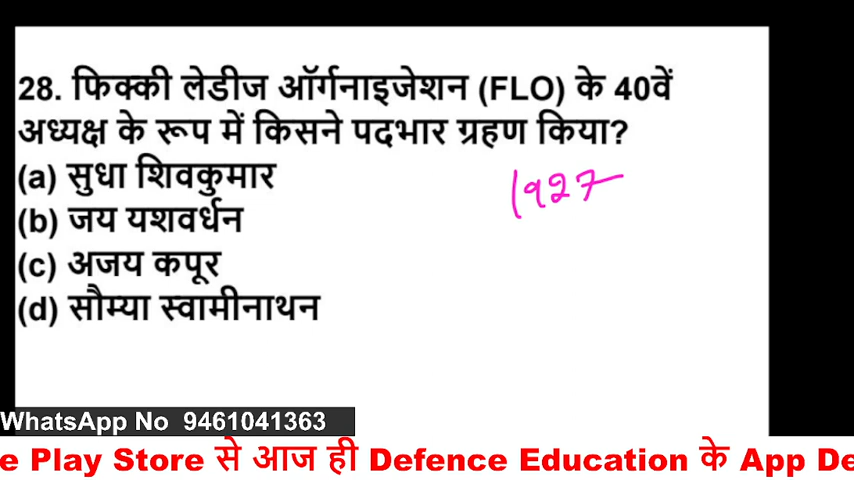 28. फिक्की लेडीज ऑर्गनाइजेशन (FLO) के 40वें
अध्यक्ष के रूप में किसने पदभार ग्रहण किया?
(a) सुधा शिवकुमार
1927
(b) जय यशवर्धन
(c) अजय कपूर
(d) सौम्या स्वामीनाथन
WhatsApp No 9461041363
e Play Store से आज ही Defence Education के App De